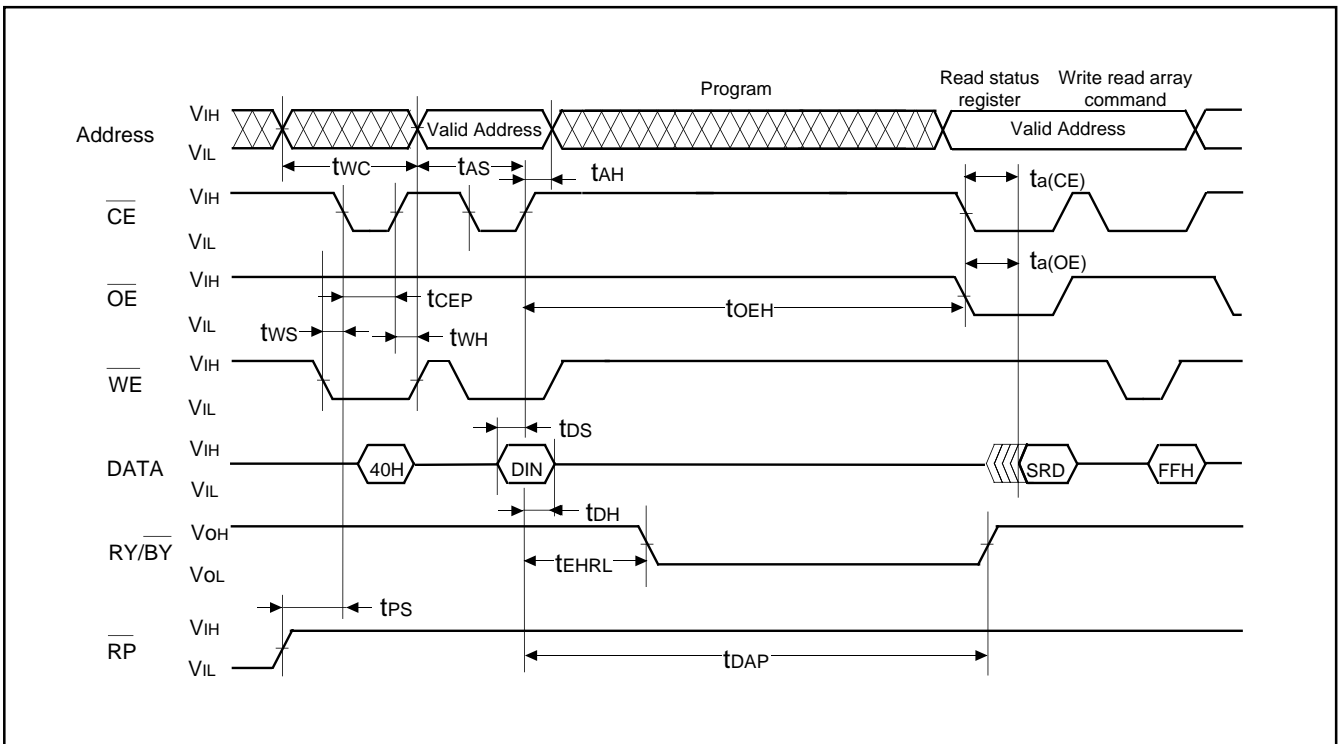 Program
Read status register
Write read array command
Address
VIH
VIL
Valid Address
Valid Address
tWC
tAS
tAH
CE
VIH
VIL
ta(CE)
OE
VIH
VIL
ta(OE)
tCEP
tOEH
tWS
tWH
WE
VIH
VIL
tDS
DATA
VIH
VIL
40H
DIN
SRD
FFH
tDH
RY/BY
VOH
VOL
tEHRL
tPS
RP
VIH
VIL
tDAP